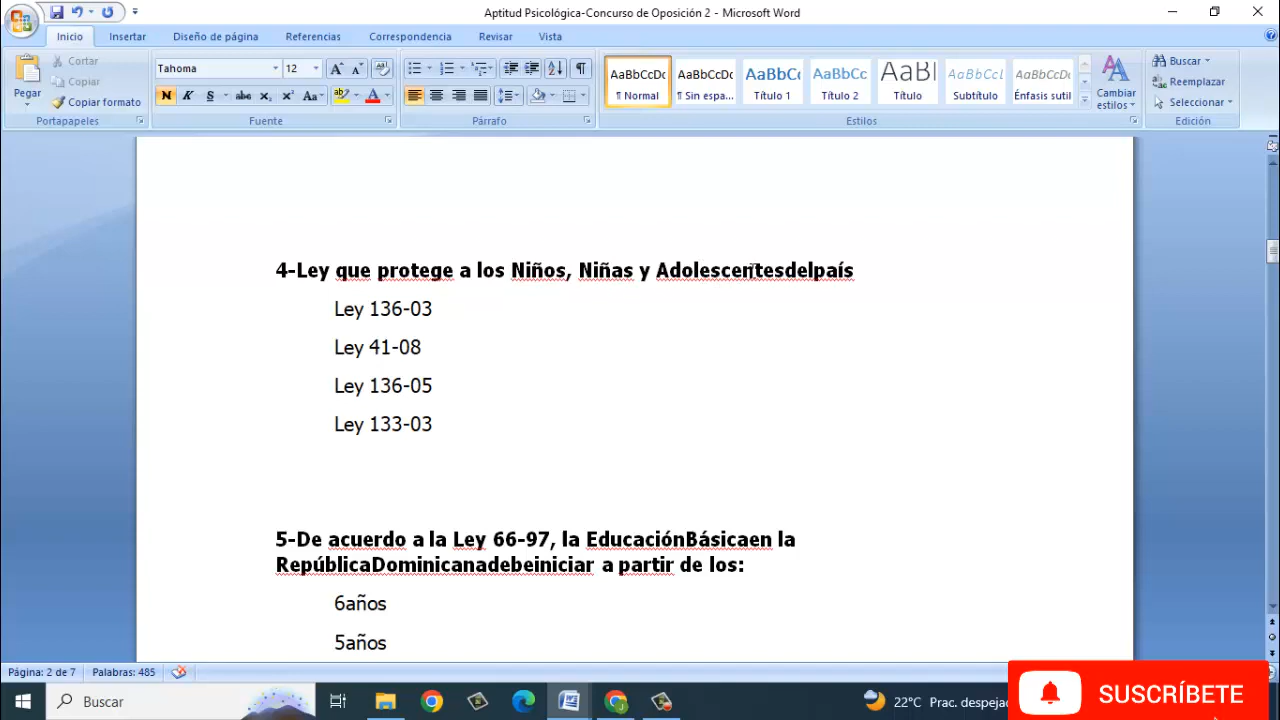 Aptitud Psicológica-Concurso de Oposición 2 - Microsoft Word
Inicio Insertar Diseño de página Referencias Correspondencia Revisar Vista
Pegar
Cortar
Copiar
Copiar formato
Portapapeles
Tahoma 12
Fuente
Párrafo
AaBbCcDc AaBbCcDc AaBbCc AaBbCc AaBl AaBbCcl AaBbCcDc
¶ Normal ¶ Sin espa... Título 1 Título 2 Título Subtítulo Énfasis sutil
Cambiar estilos
Estilos
Buscar
Reemplazar
Seleccionar
Edición
4-Ley que protege a los Niños, Niñas y Adolescentesdelpaís
Ley 136-03
Ley 41-08
Ley 136-05
Ley 133-03
5-De acuerdo a la Ley 66-97, la EducaciónBásicaen la
RepúblicaDominicanadebeiniciar a partir de los:
6años
5años
Página: 2 de 7 Palabras: 485
Buscar
22°C Prac. despejado
SUSCRÍBETE